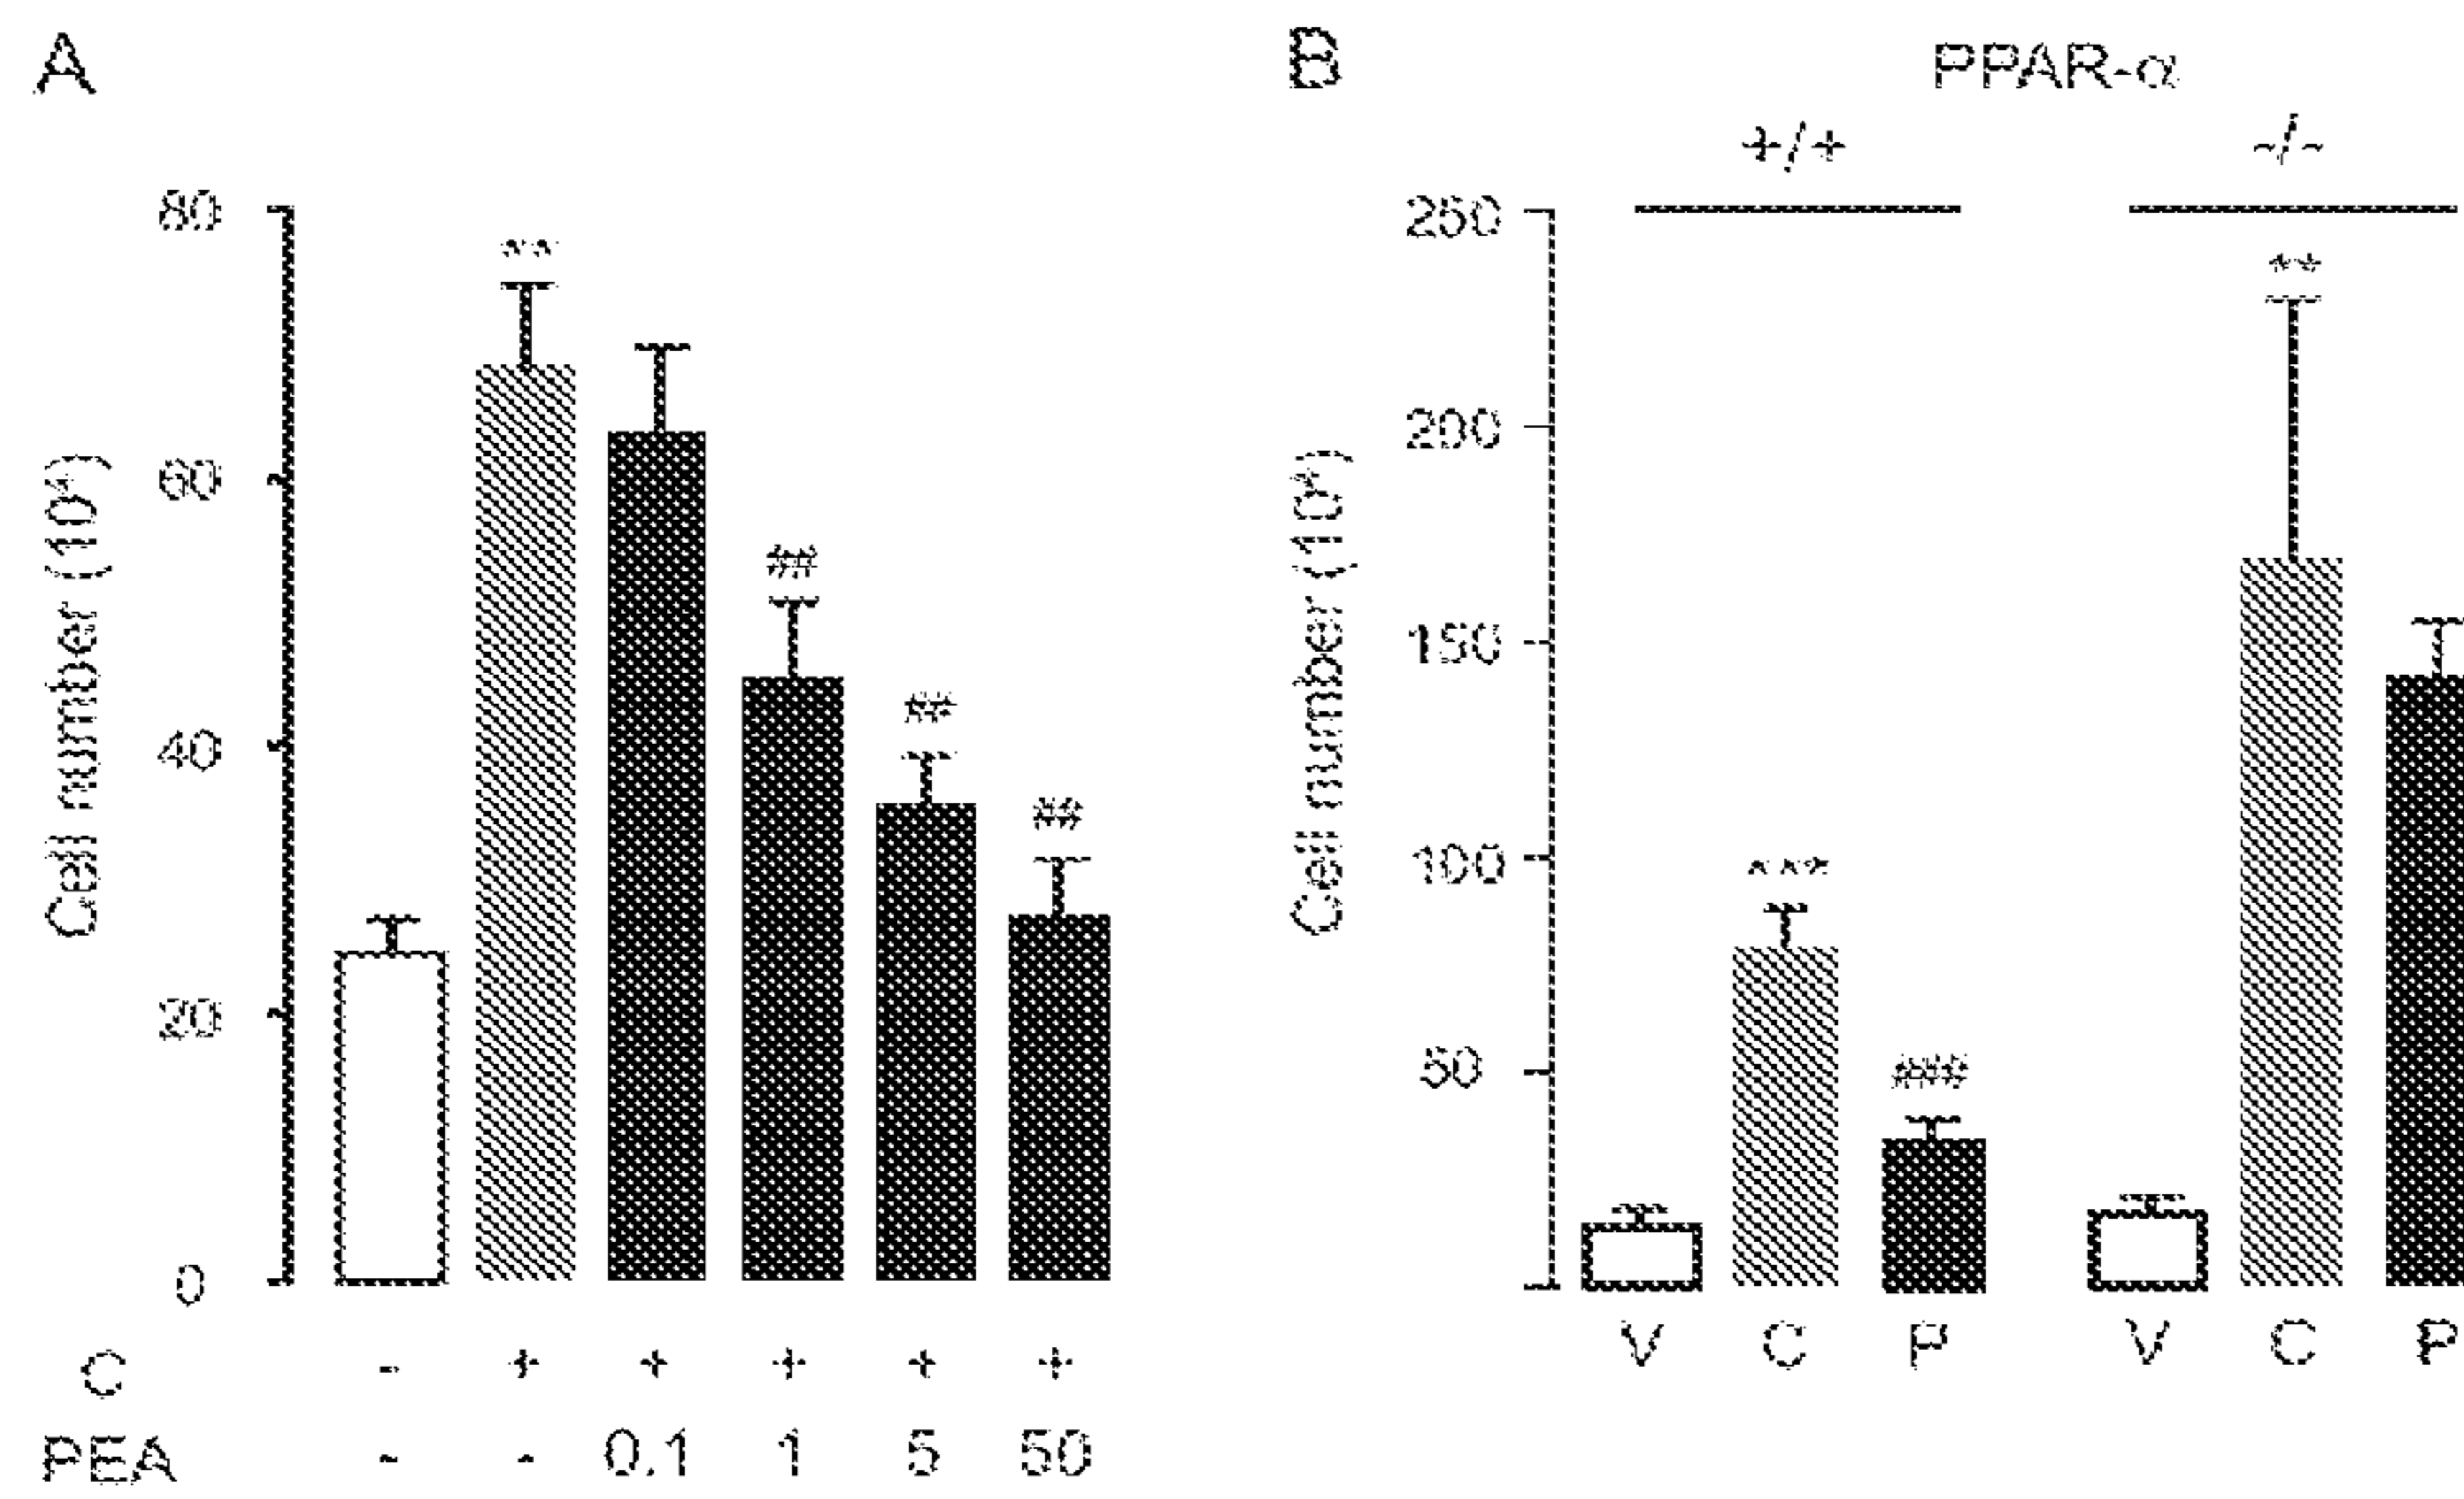 A
80
60
40
20
0
Cell number (10⁴)
**
##
##
##
C - + + + + +
PEA - - 0.1 1 5 50
B
PPAR-α
+/+ -/-
250
200
150
100
50
Cell number (10⁴)
***
###
**
V C P V C P